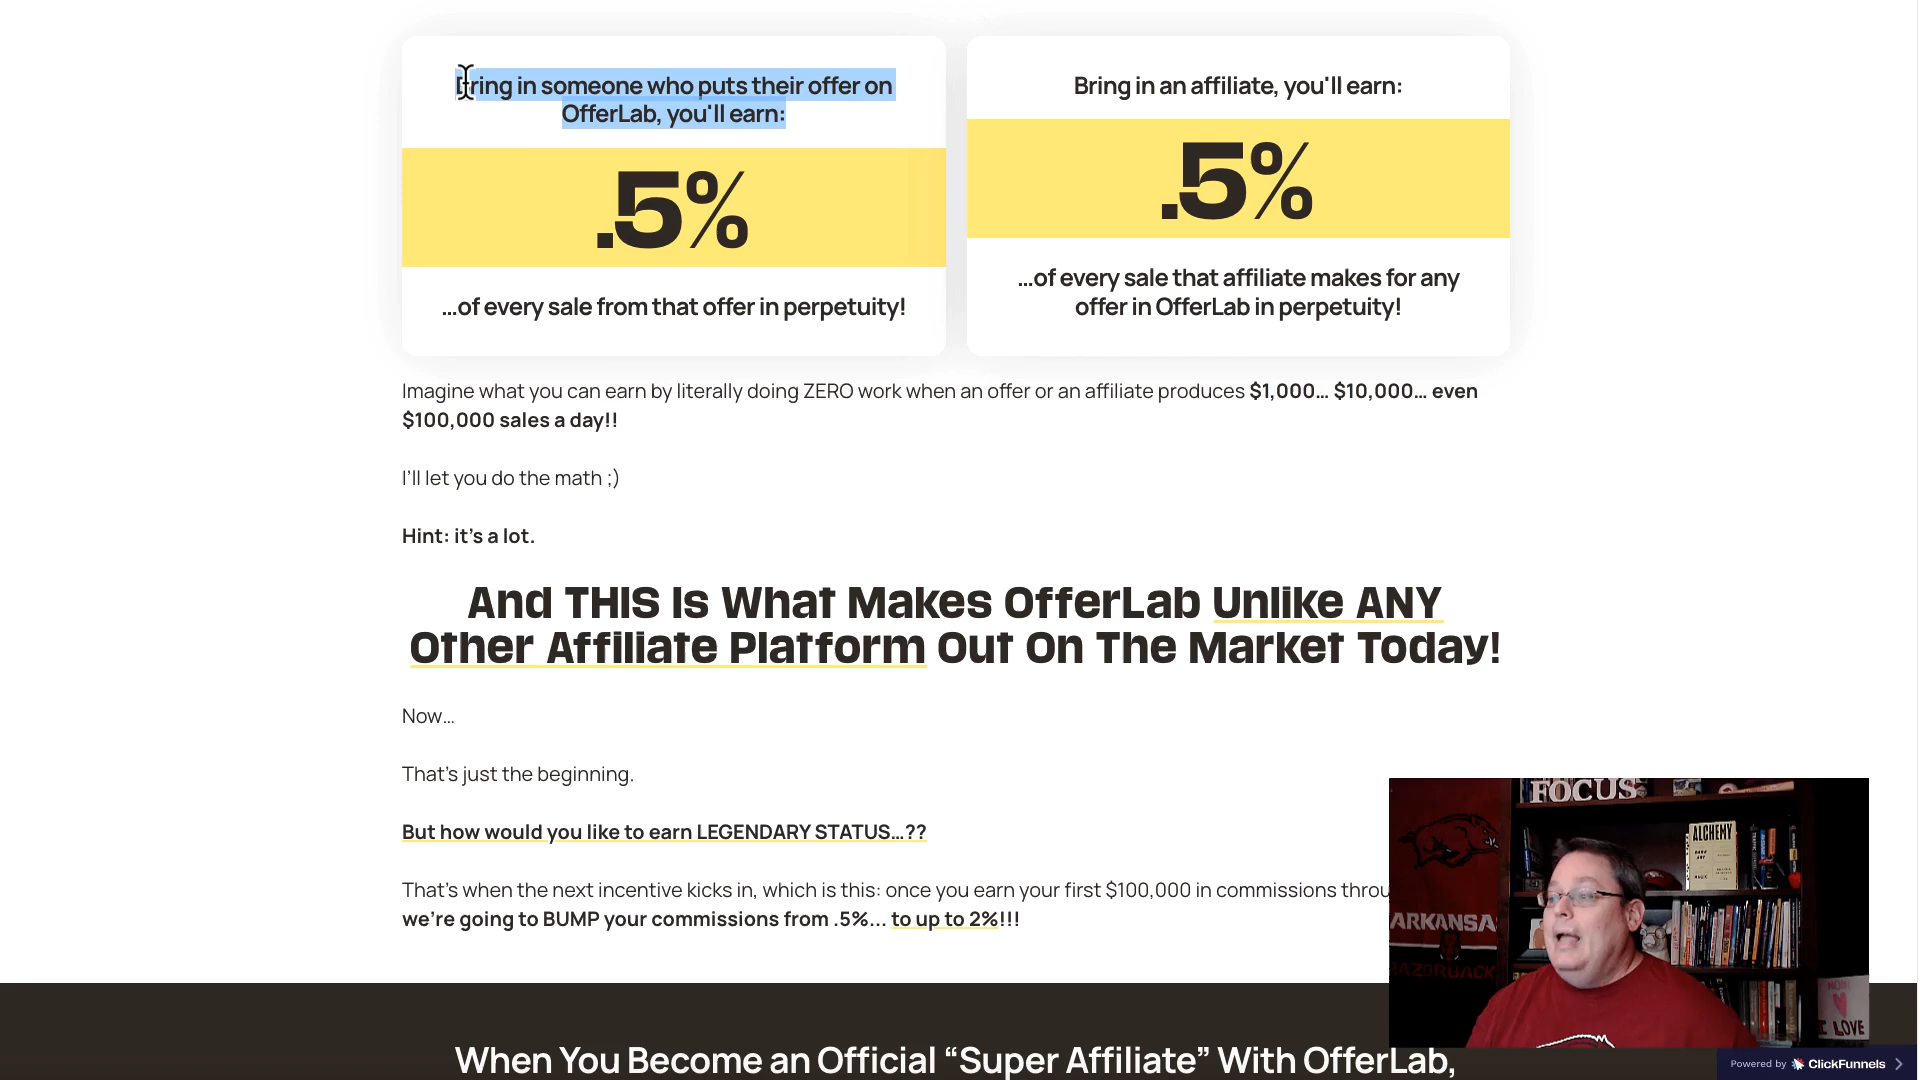 Bring in someone who puts their offer on
OfferLab, you'll earn:
.5%
...of every sale from that offer in perpetuity!
Bring in an affiliate, you'll earn:
.5%
...of every sale that affiliate makes for any
offer in OfferLab in perpetuity!
Imagine what you can earn by literally doing ZERO work when an offer or an affiliate produces $1,000… $10,000… even
$100,000 sales a day!!
I’ll let you do the math ;)
Hint: it’s a lot.
And THIS Is What Makes OfferLab Unlike ANY
Other Affiliate Platform Out On The Market Today!
Now…
That’s just the beginning.
But how would you like to earn LEGENDARY STATUS…??
That’s when the next incentive kicks in, which is this: once you earn your first $100,000 in commissions throu
we’re going to BUMP your commissions from .5%… to up to 2%!!!
FOCUS
ALCHEMY
ARKANSA
RAZORBACK
I LOVE
When You Become an Official “Super Affiliate” With OfferLab,
Powered by ClickFunnels